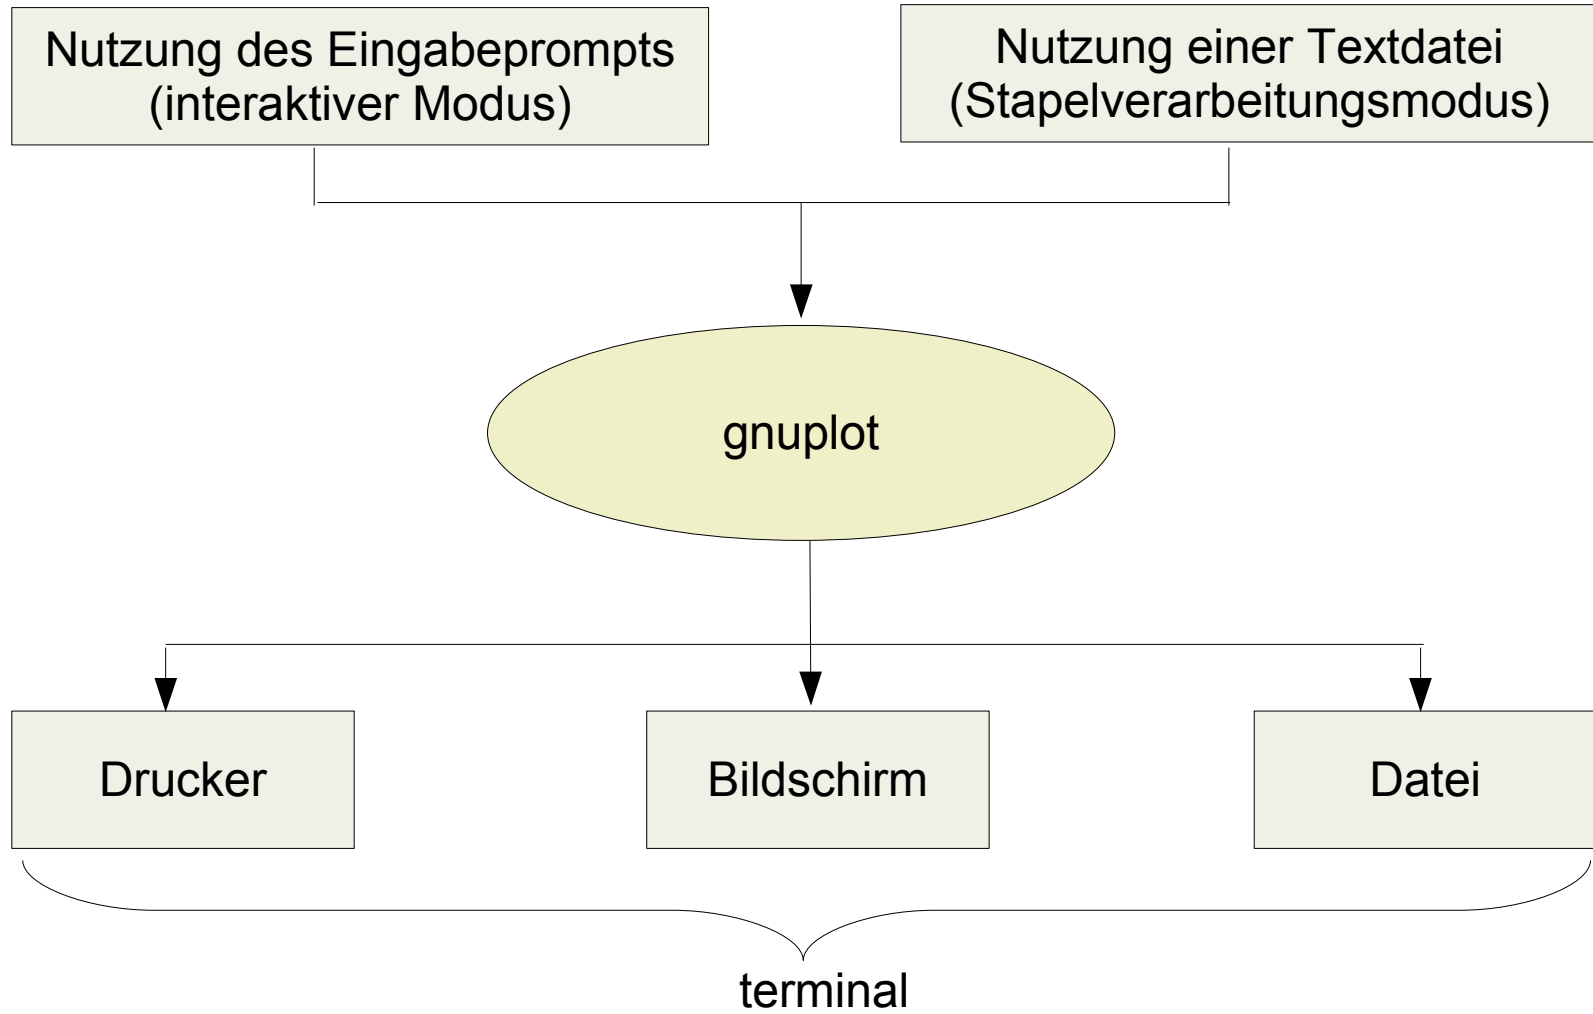 Nutzung des Eingabeprompts
(interaktiver Modus)
Nutzung einer Textdatei
(Stapelverarbeitungsmodus)
gnuplot
Drucker
Bildschirm
Datei
terminal